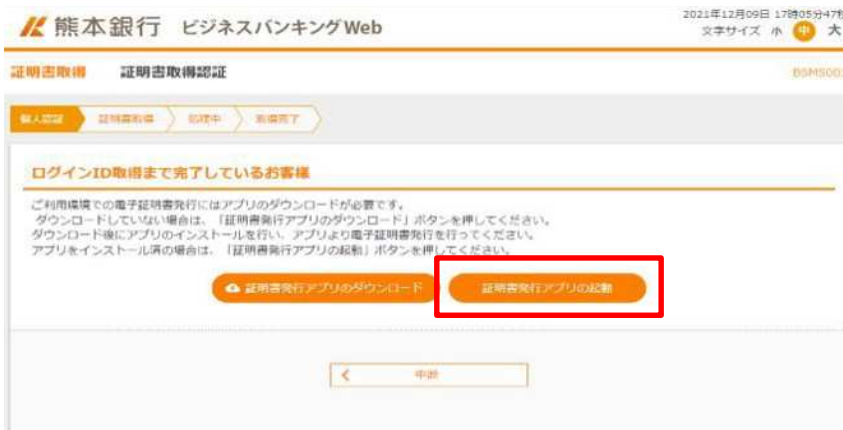 熊本銀行 ビジネスバンキングWeb
2021年12月09日 17時05分47秒
文字サイズ 小 中 大
証明書取得 証明書取得認証
BSMS001
個人認証 証明書取得 処理中 取得完了
ログインID取得まで完了しているお客様
ご利用環境での電子証明書発行にはアプリのダウンロードが必要です。
ダウンロードしていない場合は、「証明書発行アプリのダウンロード」ボタンを押してください。
ダウンロード後にアプリのインストールを行い、アプリより電子証明書発行を行ってください。
アプリをインストール済の場合は、「証明書発行アプリの起動」ボタンを押してください。
証明書発行アプリのダウンロード 証明書発行アプリの起動
中断